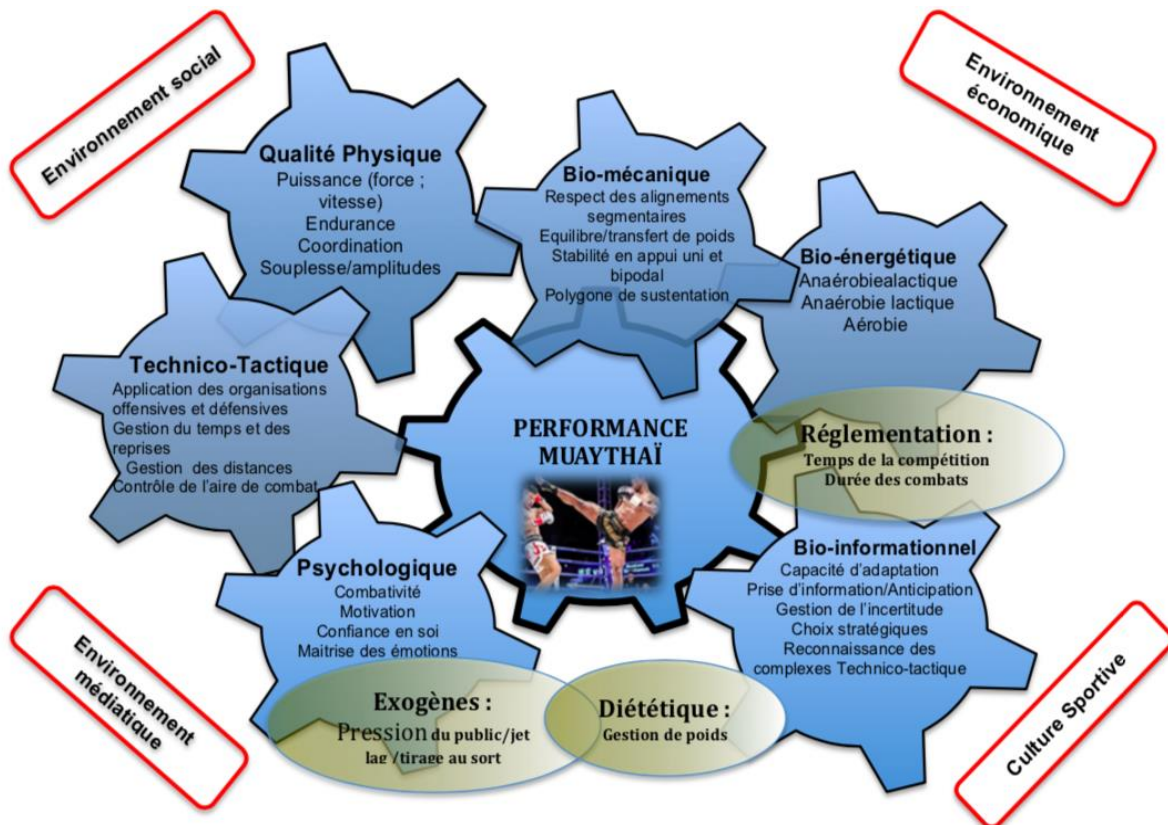 Environnement social
Environnement
économique
Qualité Physique
Puissance (force ;
vitesse)
Endurance
Coordination
Souplesse/amplitudes
Bio-mécanique
Respect des alignements
segmentaires
Equilibre/transfert de poids
Stabilité en appui uni et
bipodal
Polygone de sustentation
Bio-énergétique
Anaérobiealactique
Anaérobie lactique
Aérobie
Technico-Tactique
Application des organisations
offensives et défensives
Gestion du temps et des
reprises
Gestion des distances
Contrôle de l'aire de combat
PERFORMANCE
MUAYTHAÏ
Réglementation :
Temps de la compétition
Durée des combats
Psychologique
Combativité
Motivation
Confiance en soi
Maitrise des émotions
Bio-informationnel
Capacité d'adaptation
Prise d'information/Anticipation
Gestion de l'incertitude
Choix stratégiques
Reconnaissance des
complexes Technico-tactique
Exogènes :
Pression du public/jet
lag /tirage au sort
Diététique :
Gestion de poids
Environnement
médiatique
Culture Sportive